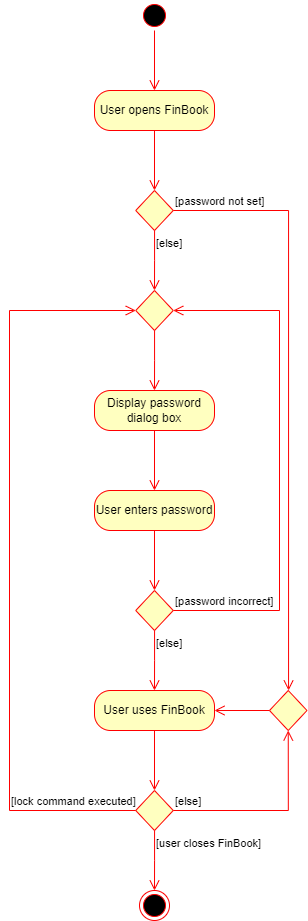 User opens FinBook
[password not set]
[else]
Display password
dialog box
User enters password
[password incorrect]
[else]
User uses FinBook
[lock command executed]
[else]
[user closes FinBook]